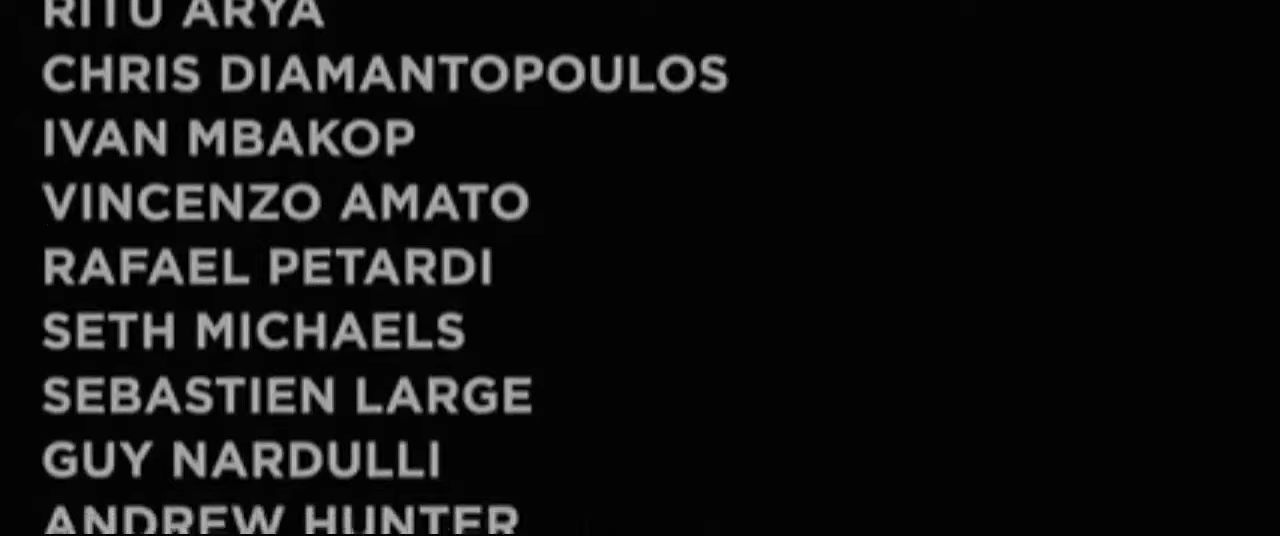 RITU ARYA
CHRIS DIAMANTOPOULOS
IVAN MBAKOP
VINCENZO AMATO
RAFAEL PETARDI
SETH MICHAELS
SEBASTIEN LARGE
GUY NARDULLI
ANDREW HUNTER